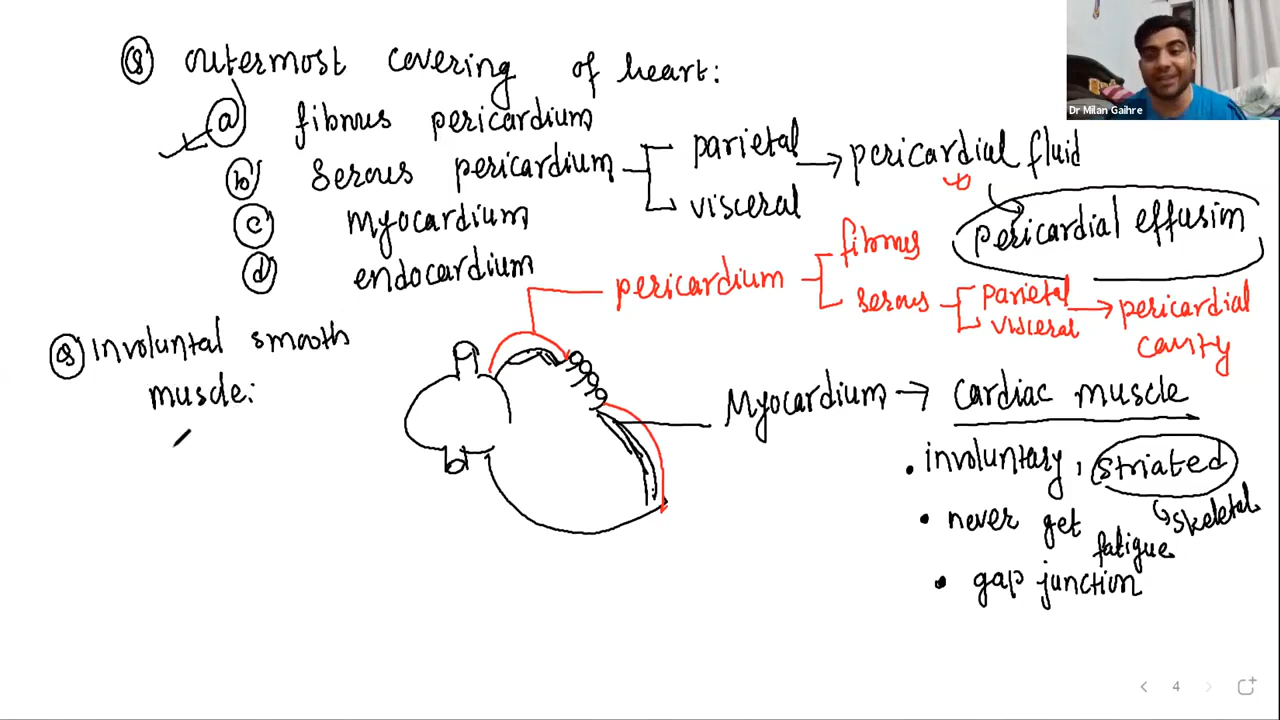 Q outermost covering of heart:
a) fibrous pericardium
b) Serous pericardium
parietal
visceral
pericardial fluid
pericardial effusion
c) myocardium
d) endocardium
pericardium
fibrous
serous
parietal
visceral
pericardial
cavity
Q Involuntal smooth
muscle:
Myocardium → cardiac muscle
• involuntary, striated
skeletal
• never get
fatigue
• gap junction
Dr Milan Gaihre
4